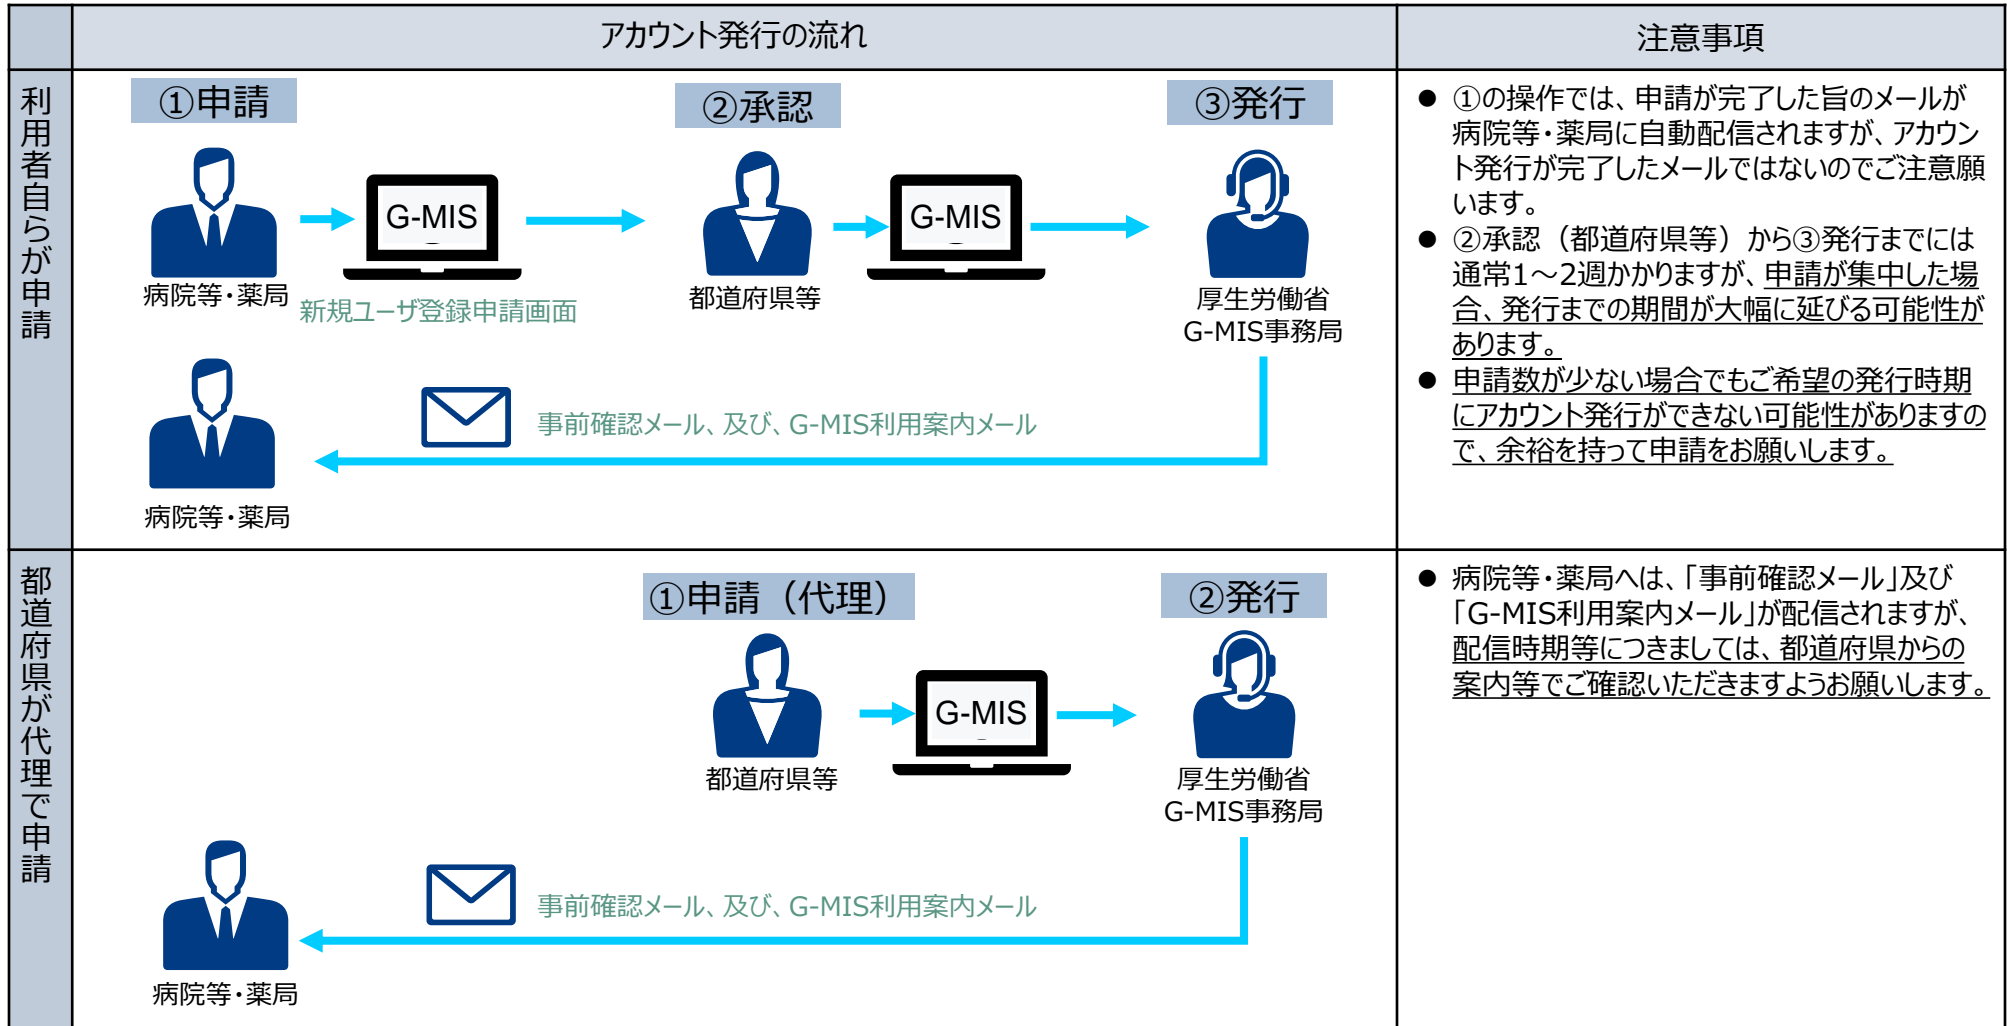 アカウント発行の流れ
注意事項
利用者自らが申請
①申請
②承認
③発行
G-MIS
G-MIS
病院等・薬局
新規ユーザ登録申請画面
都道府県等
厚生労働省
G-MIS事務局
事前確認メール、及び、G-MIS利用案内メール
病院等・薬局
● ①の操作では、申請が完了した旨のメールが
病院等・薬局に自動配信されますが、アカウン
ト発行が完了したメールではないのでご注意願
います。
● ②承認（都道府県等）から③発行までには
通常1～2週かかりますが、申請が集中した場
合、発行までの期間が大幅に延びる可能性が
あります。
● 申請数が少ない場合でもご希望の発行時期
にアカウント発行ができない可能性がありますの
で、余裕を持って申請をお願いします。
都道府県が代理で申請
①申請（代理）
②発行
G-MIS
都道府県等
厚生労働省
G-MIS事務局
事前確認メール、及び、G-MIS利用案内メール
病院等・薬局
● 病院等・薬局へは、「事前確認メール」及び
「G-MIS利用案内メール」が配信されますが、
配信時期等につきましては、都道府県からの
案内等でご確認いただきますようお願いします。